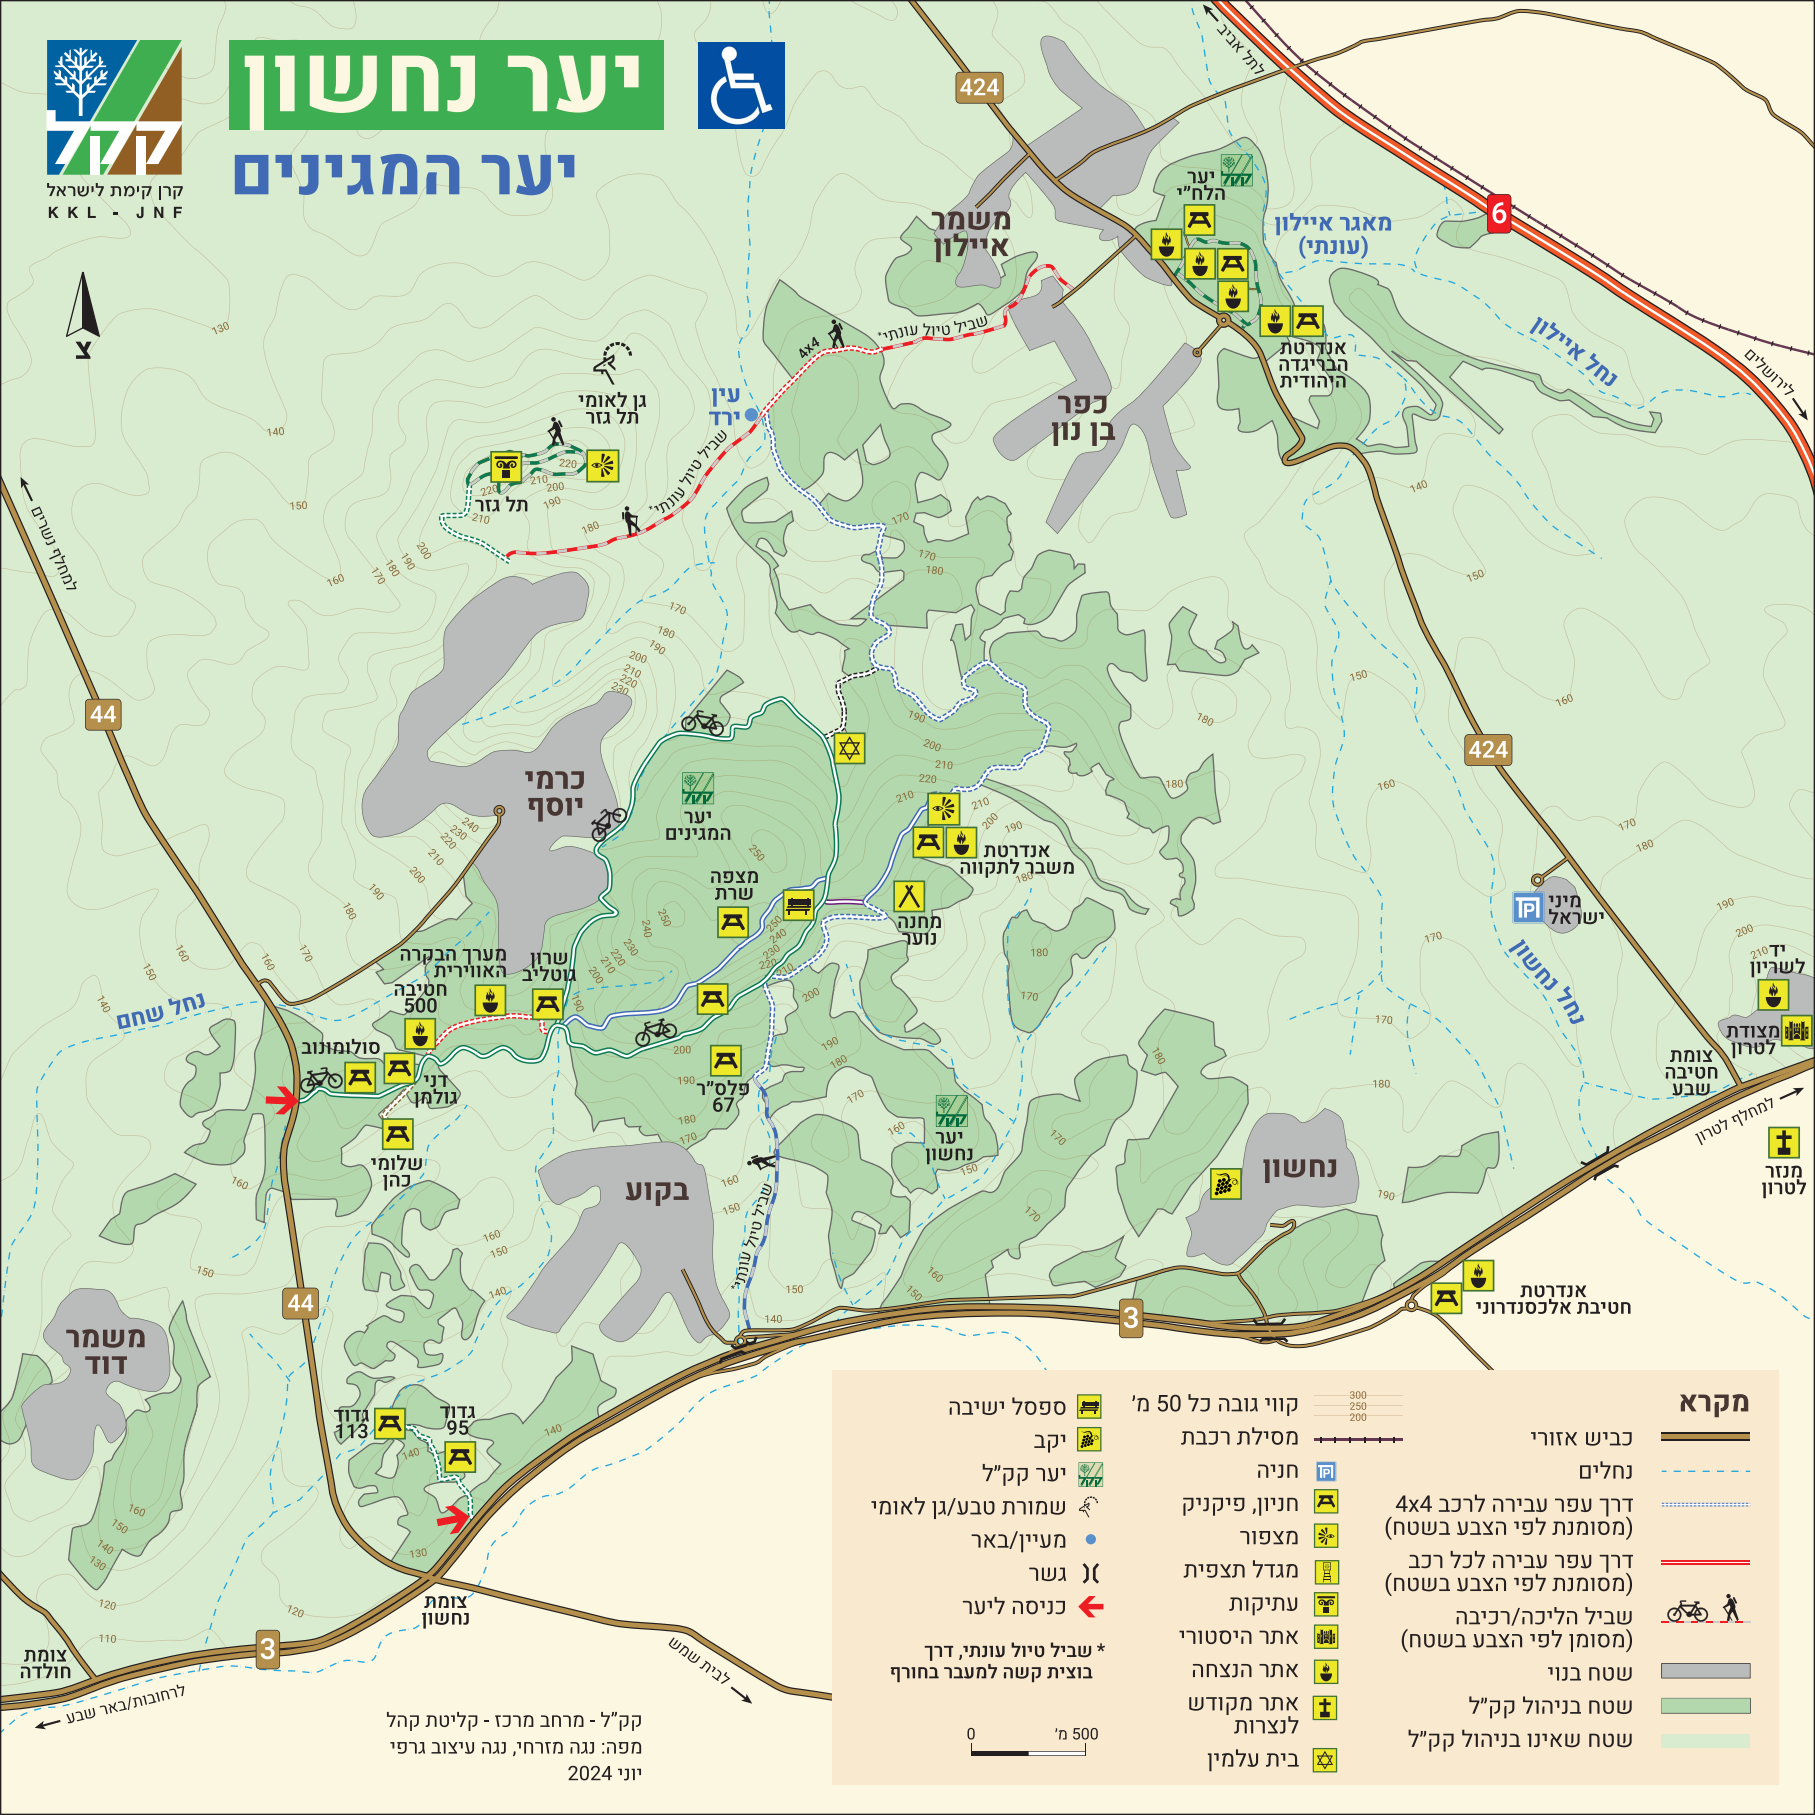 יער נחשון
יער המגינים
קרן קימת לישראל
KKL - JNF
קק״ל
צ
424
לתל אביב
6
יער
הלח״י
משמר
איילון
מאגר איילון
(עונתי)
נחל איילון
לירושלים
אנדרטת
הבריגדה
היהודית
שביל טיול עונתי*
4x4
כפר
בן נון
עין
ירד
גן לאומי
תל גזר
תל גזר
שביל טיול עונתי*
למחלף נשרים
130
140
150
220
210
200
190
180
44
424
כרמי
יוסף
יער
המגינים
מצפה
שרת
אנדרטת
משבר לתקווה
מחנה
נוער
מיני
ישראל
נחל נחשון
יד
לשריון
מצודת
לטרון
צומת
חטיבה
שבע
למחלף לטרון
מנזר
לטרון
נחל שחם
מערך הבקרה
האווירית
שרון
גוטליב
חטיבה
500
סולומונוב
דני
גולמן
שלומי
כהן
פלס״ר
67
יער
נחשון
נחשון
בקוע
שביל טיול עונתי*
אנדרטת
חטיבת אלכסנדרוני
44
3
משמר
דוד
גדוד
113
גדוד
95
צומת
נחשון
צומת
חולדה
3
לרחובות/באר שבע
לבית שמש
מקרא
כביש אזורי
נחלים
דרך עפר עבירה לרכב 4x4
(מסומנת לפי הצבע בשטח)
דרך עפר עבירה לכל רכב
(מסומנת לפי הצבע בשטח)
שביל הליכה/רכיבה
(מסומן לפי הצבע בשטח)
שטח בנוי
שטח בניהול קק״ל
שטח שאינו בניהול קק״ל
קווי גובה כל 50 מ׳
300
250
200
מסילת רכבת
חניה
חניון, פיקניק
מצפור
מגדל תצפית
עתיקות
אתר היסטורי
אתר הנצחה
אתר מקודש
לנצרות
בית עלמין
ספסל ישיבה
יקב
יער קק״ל
שמורת טבע/גן לאומי
מעיין/באר
גשר
כניסה ליער
* שביל טיול עונתי, דרך
בוצית קשה למעבר בחורף
0
500 מ׳
קק״ל - מרחב מרכז - קליטת קהל
מפה: נגה מזרחי, נגה עיצוב גרפי
יוני 2024